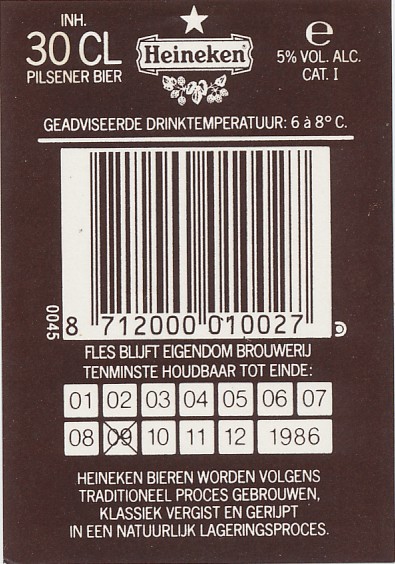 INH.
30 CL
PILSENER BIER
Heineken
e
5% VOL. ALC.
CAT. I
GEADVISEERDE DRINKTEMPERATUUR: 6 à 8° C.
0045
8 712000 010027
FLES BLIJFT EIGENDOM BROUWERIJ
TENMINSTE HOUDBAAR TOT EINDE:
01 02 03 04 05 06 07
08 09 10 11 12 1986
HEINEKEN BIEREN WORDEN VOLGENS
TRADITIONEEL PROCES GEBROUWEN,
KLASSIEK VERGIST EN GERIJPT
IN EEN NATUURLIJK LAGERINGSPROCES.